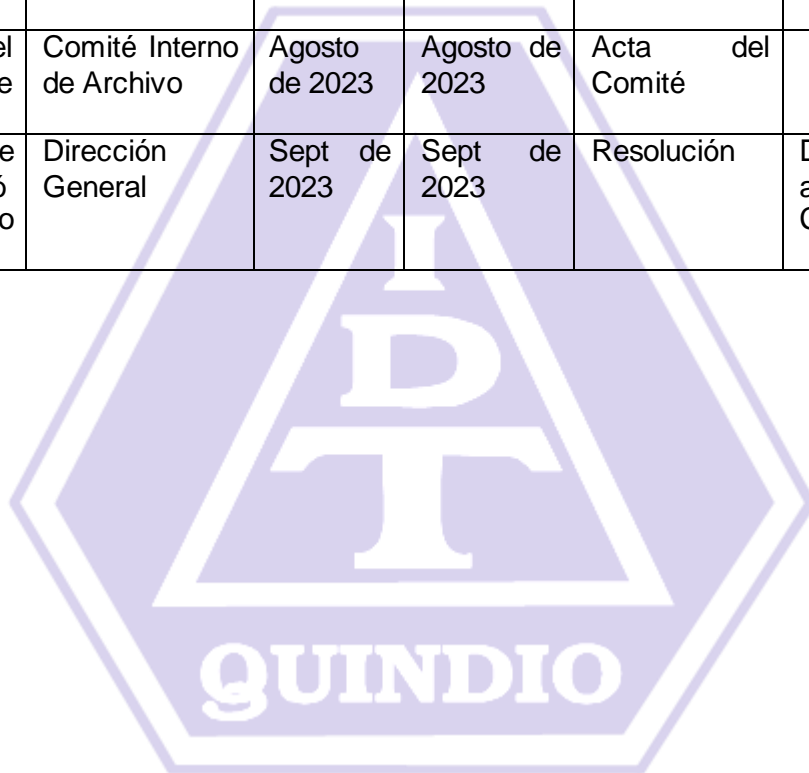 el Comité Interno Agosto Agosto de Acta del
e de Archivo de 2023 2023 Comité
e Dirección Sept de Sept de Resolución D
ó General 2023 2023 a
o C
I
D
T
QUINDIO